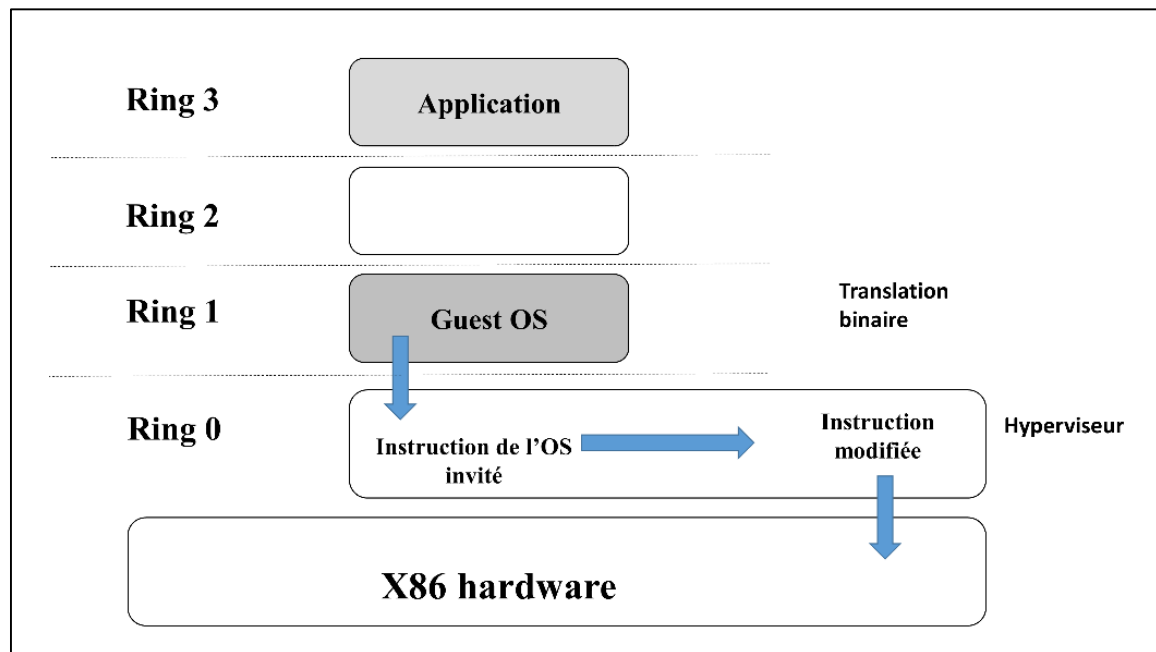 Ring 3
Application
Ring 2
Ring 1
Guest OS
Translation
binaire
Ring 0
Instruction de l’OS
invité
Instruction
modifiée
Hyperviseur
X86 hardware